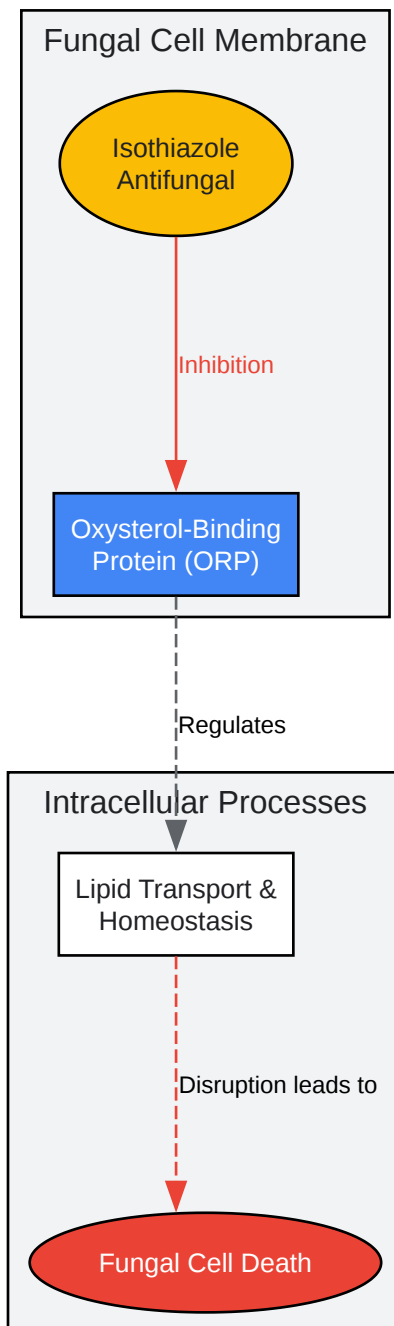 Fungal Cell Membrane
Isothiazole
Antifungal
Inhibition
Oxysterol-Binding
Protein (ORP)
Regulates
Intracellular Processes
Lipid Transport &
Homeostasis
Disruption leads to
Fungal Cell Death